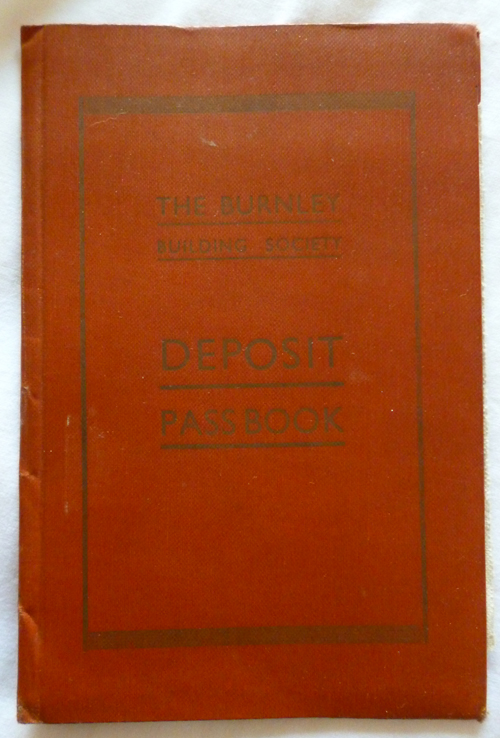 THE BURNLEY
BUILDING SOCIETY
DEPOSIT
PASS BOOK